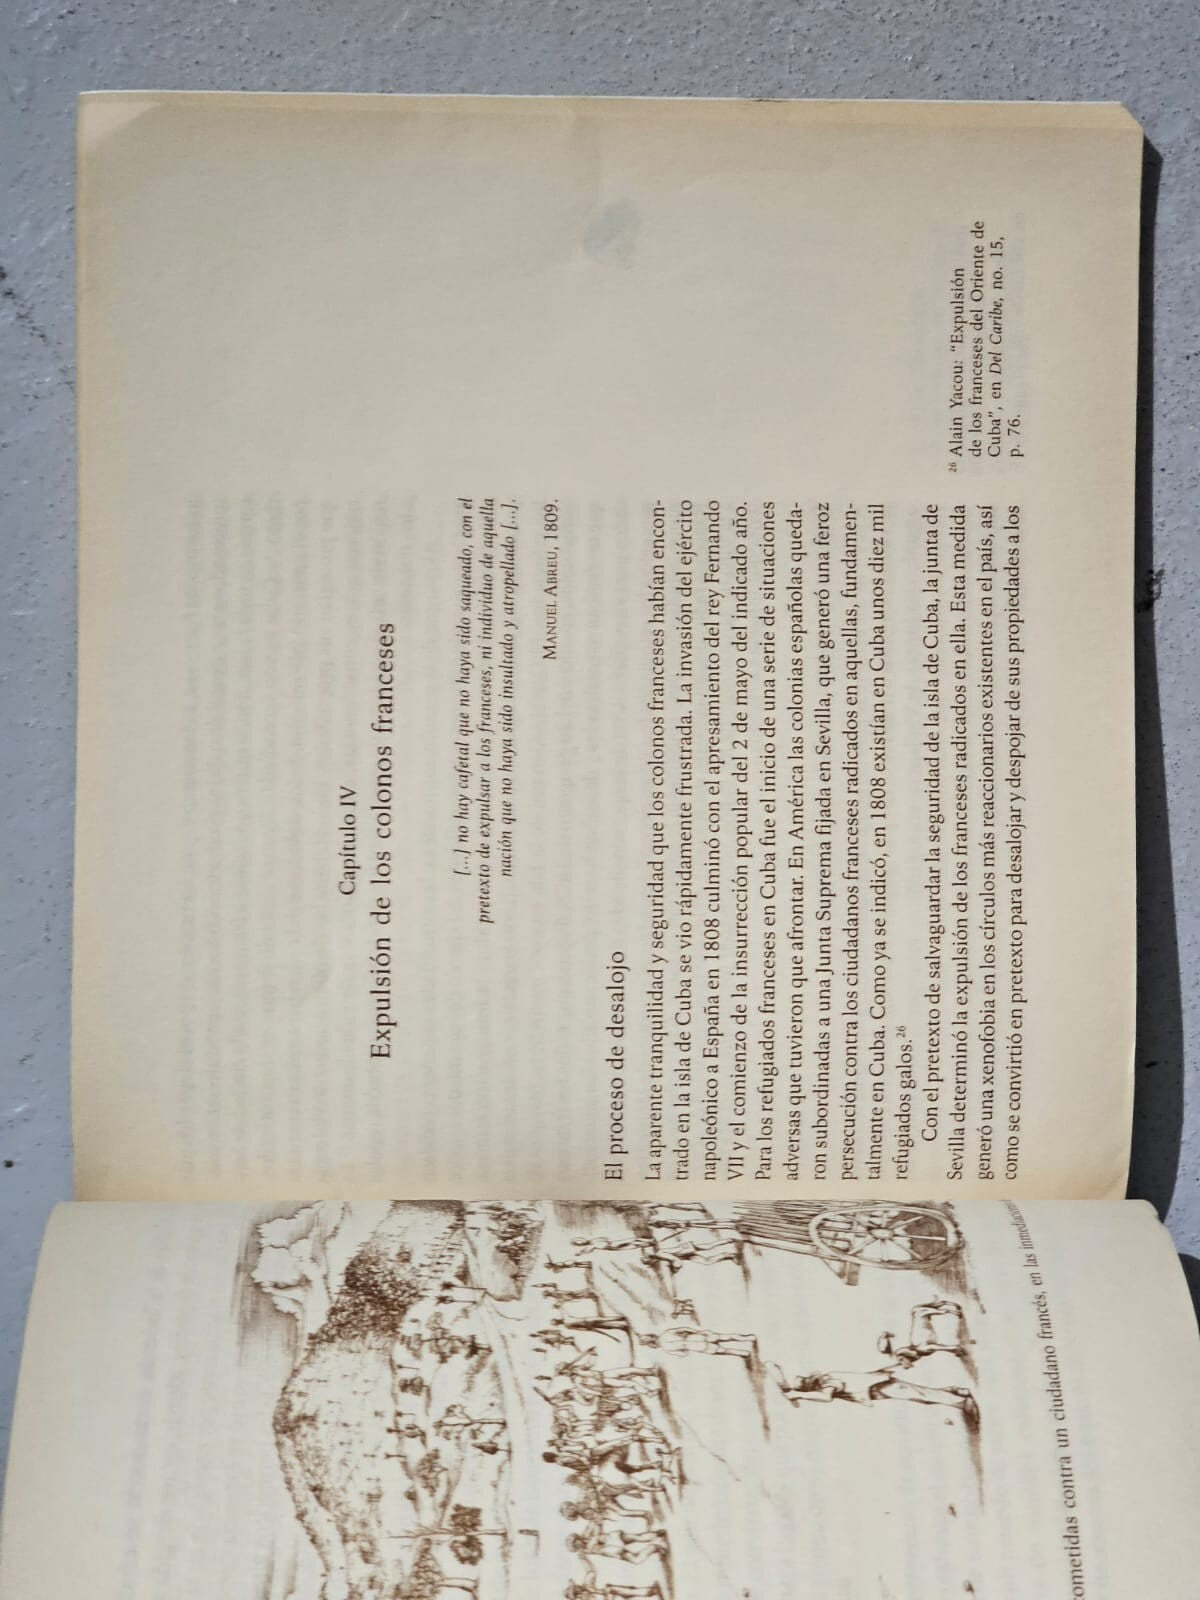 Capítulo IV
Expulsión de los colonos franceses
[...] no hay cafetal que no haya sido saqueado, con el
pretexto de expulsar a los franceses, ni individuo de aquella
nación que no haya sido insultado y atropellado [...].
MANUEL ABREU, 1809.
El proceso de desalojo
La aparente tranquilidad y seguridad que los colonos franceses habían encon-
trado en la isla de Cuba se vio rápidamente frustrada. La invasión del ejército
napoleónico a España en 1808 culminó con el apresamiento del rey Fernando
VII y el comienzo de la insurrección popular del 2 de mayo del indicado año.
Para los refugiados franceses en Cuba fue el inicio de una serie de situaciones
adversas que tuvieron que afrontar. En América las colonias españolas queda-
ron subordinadas a una Junta Suprema fijada en Sevilla, que generó una feroz
persecución contra los ciudadanos franceses radicados en aquellas, fundamen-
talmente en Cuba. Como ya se indicó, en 1808 existían en Cuba unos diez mil
refugiados galos.26
Con el pretexto de salvaguardar la seguridad de la isla de Cuba, la junta de
Sevilla determinó la expulsión de los franceses radicados en ella. Esta medida
generó una xenofobia en los círculos más reaccionarios existentes en el país, así
como se convirtió en pretexto para desalojar y despojar de sus propiedades a los
26 Alain Yacou: "Expulsión
de los franceses del Oriente de
Cuba", en Del Caribe, no. 15,
p. 76.
ometidas contra un ciudadano francés, en las